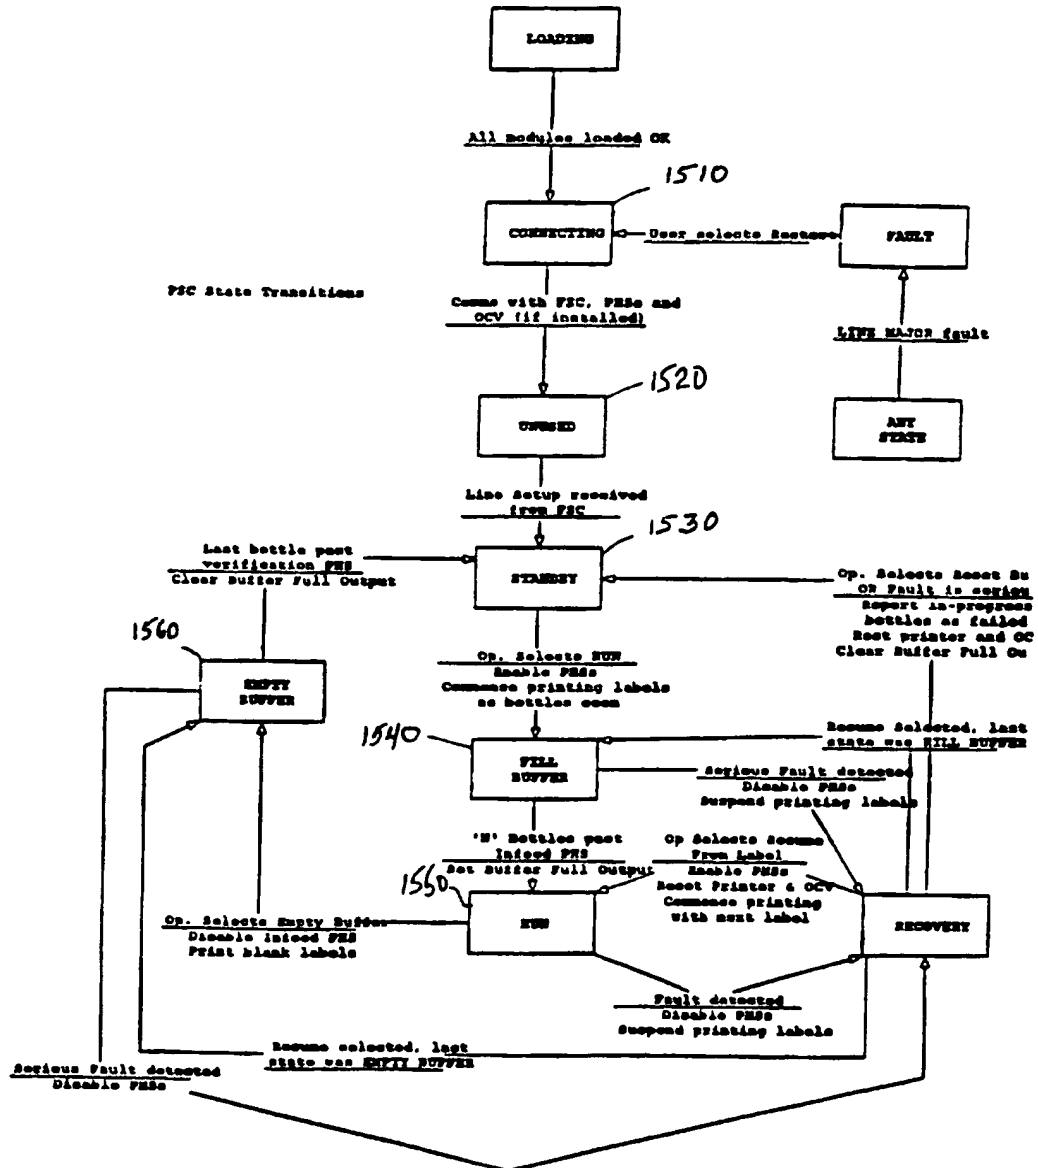 LOADING
All modules loaded OK
1510
CONNECTING
User selects Restart
FAULT
PSC State Transitions
Comms with FSC, PHSs and
OCV (if installed)
LINE MAJOR fault
1520
UNUSED
ANY
STATE
Line Setup received
from FSC
1530
Last bottle past
verification PHS
Clear Buffer Full Output
STANDBY
Op. Selects Reset Bu
OR Fault is seriou
Report in-progress
bottles as failed
Rest printer and OC
Clear Buffer Full Ou
1560
EMPTY
BUFFER
Op. Selects RUN
Enable PHSs
Commence printing labels
as bottles seen
1540
FILL
BUFFER
Resume Selected, last
state was FILL BUFFER
Serious Fault detected
Disable PHSs
Suspend printing labels
'N' Bottles past
Infeed PHS
Set Buffer Full Output
Op Selects Resume
From Label
Enable PHSs
Reset Printer & OCV
Commence printing
with next label
1550
RUN
RECOVERY
Op. Selects Empty Buffer
Disable Infeed PHS
Print blank labels
Fault detected
Disable PHSs
Suspend printing labels
Resume selected, last
state was EMPTY BUFFER
Serious Fault detected
Disable PHSs